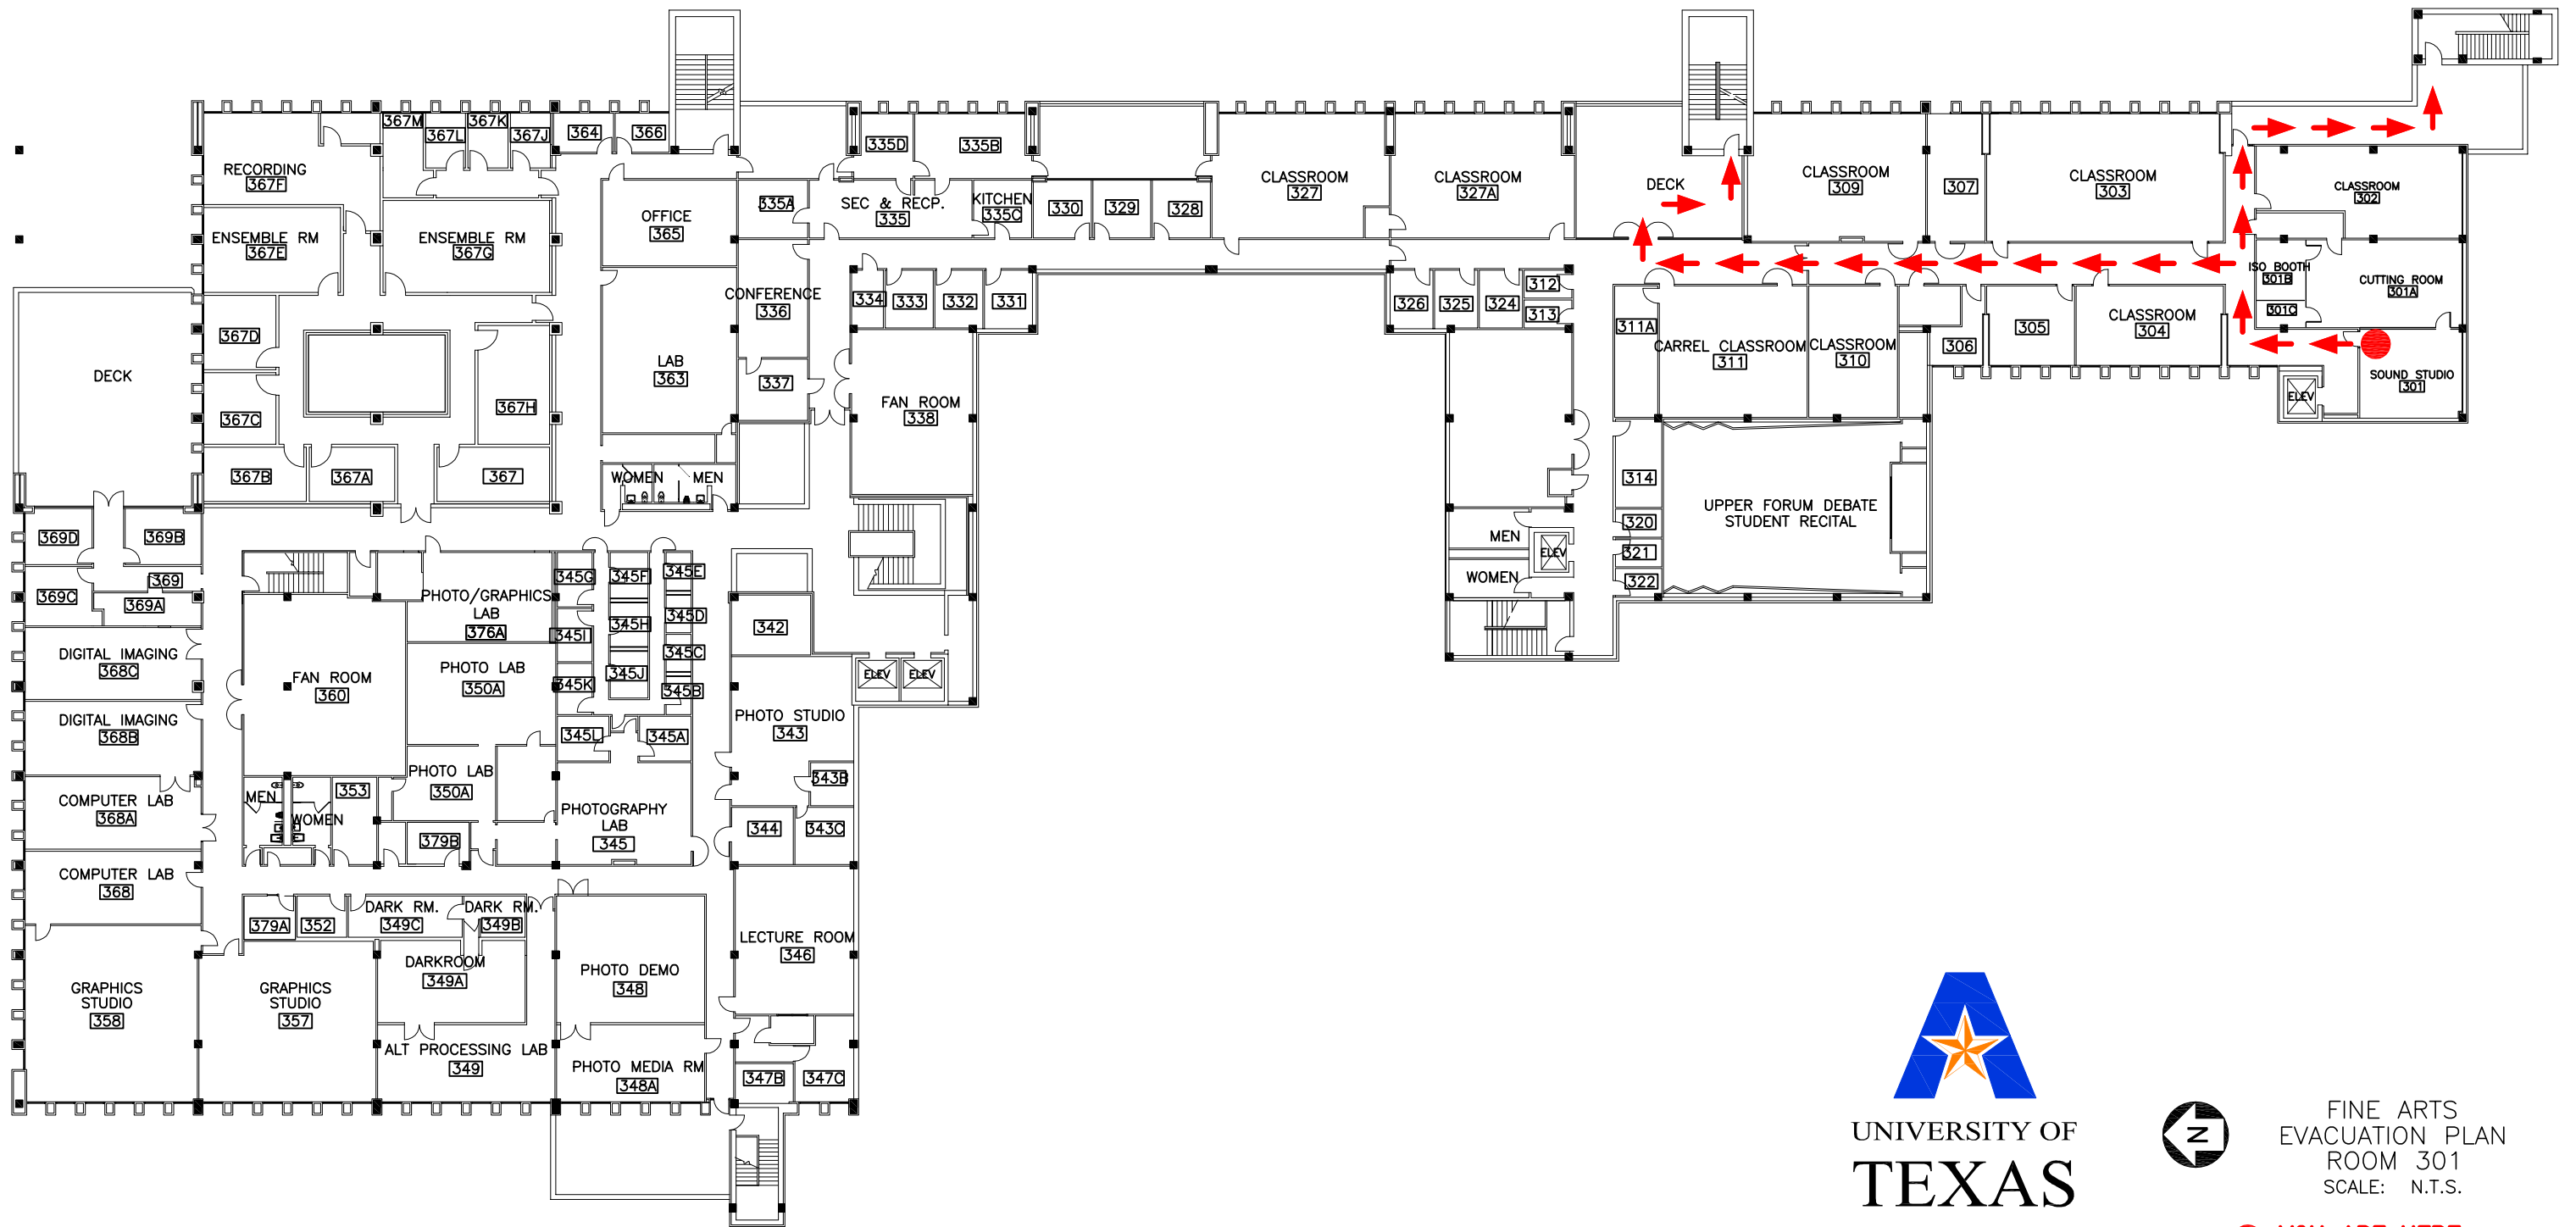 367M
367K
367L
367J
364
366
335D
335B
RECORDING
367F
ENSEMBLE RM
367E
ENSEMBLE RM
367G
OFFICE
365
335A
SEC & RECP.
335
KITCHEN
335C
330
329
328
CLASSROOM
327
CLASSROOM
327A
DECK
CLASSROOM
309
307
CLASSROOM
303
CLASSROOM
302
ISO BOOTH
301B
301C
CUTTING ROOM
301A
SOUND STUDIO
301
ELEV
CONFERENCE
336
334
333
332
331
326
325
324
312
313
311A
CARREL CLASSROOM
311
CLASSROOM
310
306
305
CLASSROOM
304
DECK
367D
367C
367H
367B
367A
367
LAB
363
337
FAN ROOM
338
WOMEN
MEN
314
320
321
322
UPPER FORUM DEBATE
STUDENT RECITAL
MEN
ELEV
WOMEN
369D
369B
369
369C
369A
PHOTO/GRAPHICS
LAB
376A
345G
345F
345E
345D
345I
345H
345C
345J
345K
345B
342
DIGITAL IMAGING
368C
FAN ROOM
360
PHOTO LAB
350A
ELEV
ELEV
DIGITAL IMAGING
368B
345L
345A
PHOTO STUDIO
343
343B
COMPUTER LAB
368A
MEN
WOMEN
353
PHOTO LAB
350A
379B
PHOTOGRAPHY
LAB
345
344
343C
COMPUTER LAB
368
379A
352
DARK RM.
349C
DARK RM.
349B
DARKROOM
349A
PHOTO DEMO
348
LECTURE ROOM
346
GRAPHICS
STUDIO
358
GRAPHICS
STUDIO
357
ALT PROCESSING LAB
349
PHOTO MEDIA RM
348A
347B
347C
UNIVERSITY OF
TEXAS
N
FINE ARTS
EVACUATION PLAN
ROOM 301
SCALE: N.T.S.
YOU ARE HERE